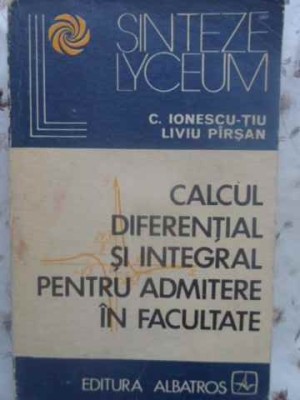 SINTEZE
LYCEUM
C. IONESCU-ȚIU
LIVIU PÎRȘAN
CALCUL
DIFERENȚIAL
ȘI INTEGRAL
PENTRU ADMITERE
ÎN FACULTATE
EDITURA ALBATROS